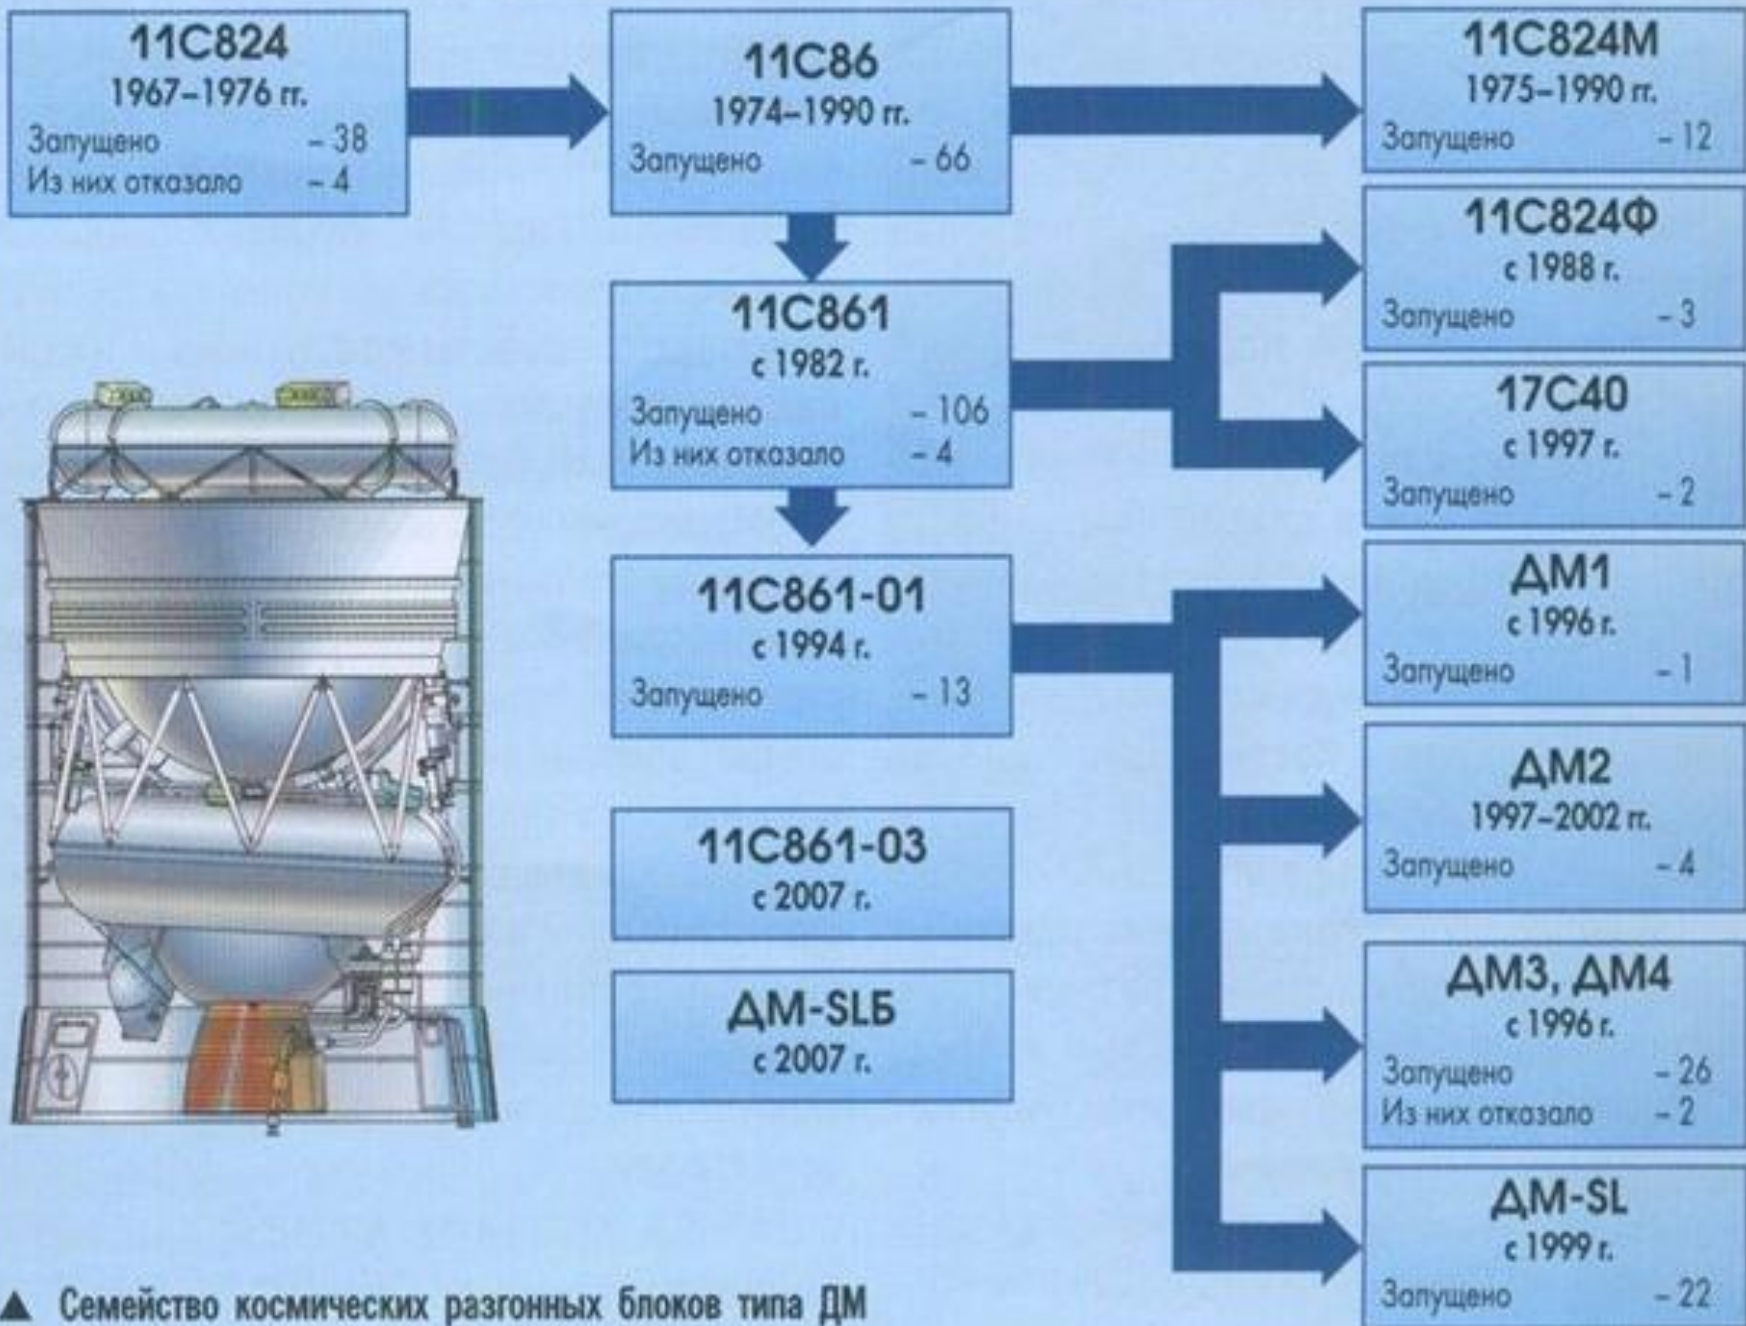 11С824
1967–1976 гг.
Запущено – 38
Из них отказало – 4
11С86
1974–1990 гг.
Запущено – 66
11С824М
1975–1990 гг.
Запущено – 12
11С824Ф
с 1988 г.
Запущено – 3
11С861
с 1982 г.
Запущено – 106
Из них отказало – 4
17С40
с 1997 г.
Запущено – 2
11С861-01
с 1994 г.
Запущено – 13
ДМ1
с 1996 г.
Запущено – 1
ДМ2
1997–2002 гг.
Запущено – 4
11С861-03
с 2007 г.
ДМ-SLБ
с 2007 г.
ДМ3, ДМ4
с 1996 г.
Запущено – 26
Из них отказало – 2
ДМ-SL
с 1999 г.
Запущено – 22
▲ Семейство космических разгонных блоков типа ДМ